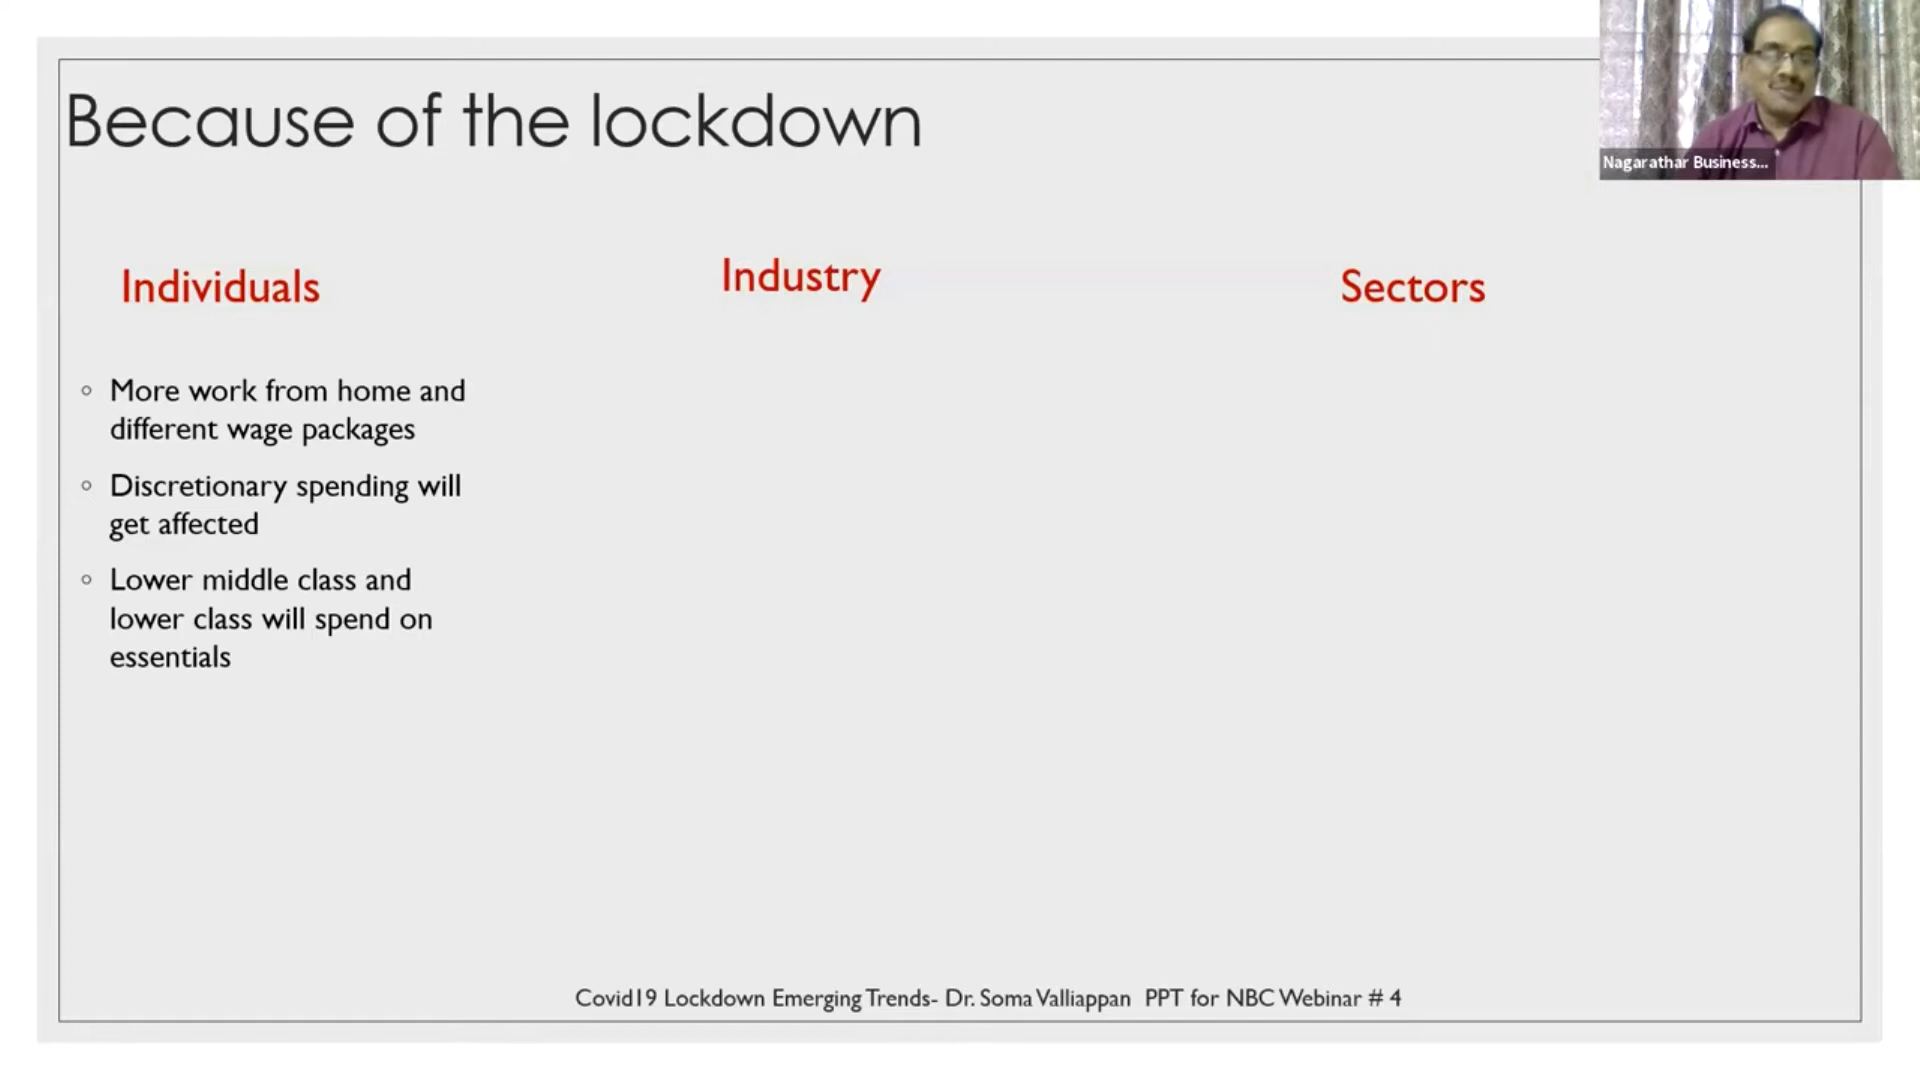 Because of the lockdown
Nagarathar Business...
Individuals
Industry
Sectors
◦ More work from home and
different wage packages
◦ Discretionary spending will
get affected
◦ Lower middle class and
lower class will spend on
essentials
Covid19 Lockdown Emerging Trends- Dr. Soma Valliappan PPT for NBC Webinar # 4